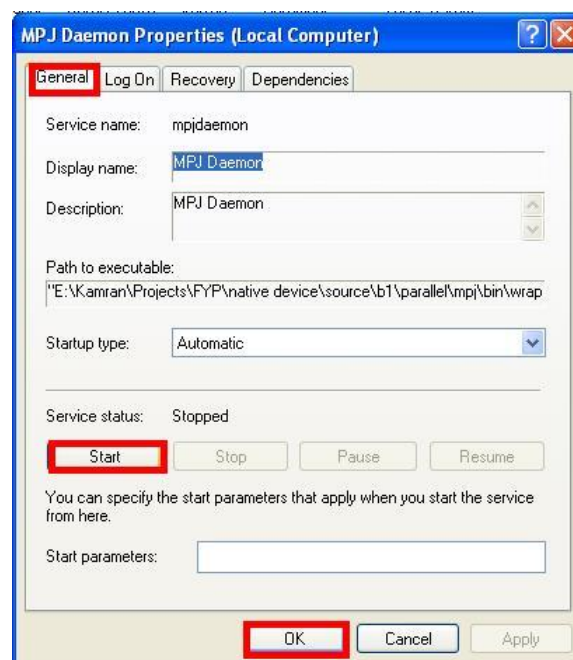 MPJ Daemon Properties (Local Computer)
General Log On Recovery Dependencies
Service name: mpjdaemon
Display name: MPJ Daemon
Description: MPJ Daemon
Path to executable:
"E:\Kamran\Projects\FYP\native device\source\b1\parallel\mpj\bin\wrap
Startup type: Automatic
Service status: Stopped
Start Stop Pause Resume
You can specify the start parameters that apply when you start the service
from here.
Start parameters:
OK Cancel Apply